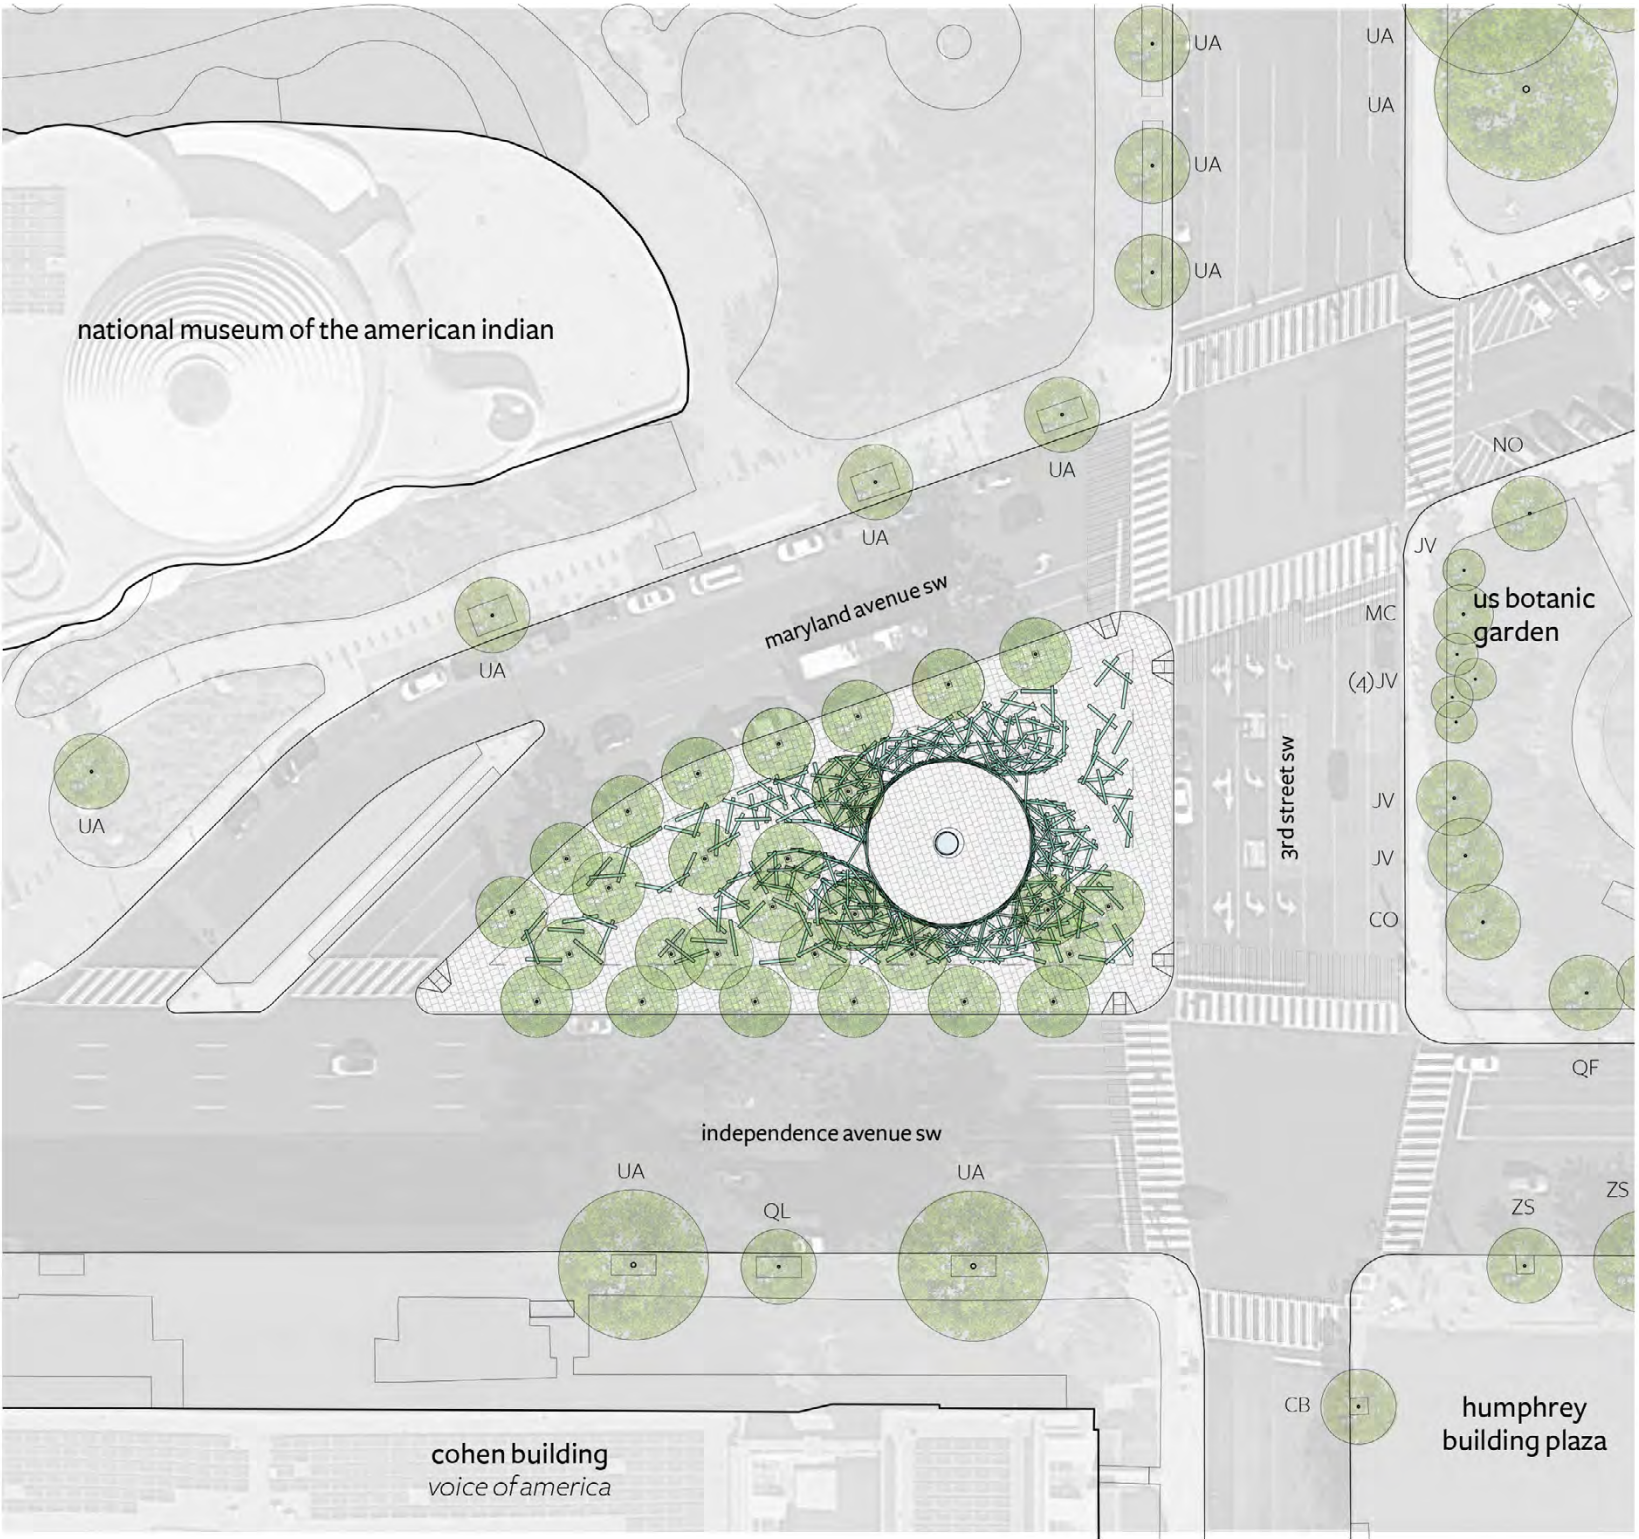 UA
UA
UA
UA
UA
national museum of the american indian
UA
NO
UA
JV
UA
us botanic
garden
maryland avenue sw
MC
UA
(4)JV
3rd street sw
JV
UA
JV
CO
QF
independence avenue sw
UA
UA
QL
ZS
ZS
CB
humphrey
building plaza
cohen building
voice of america